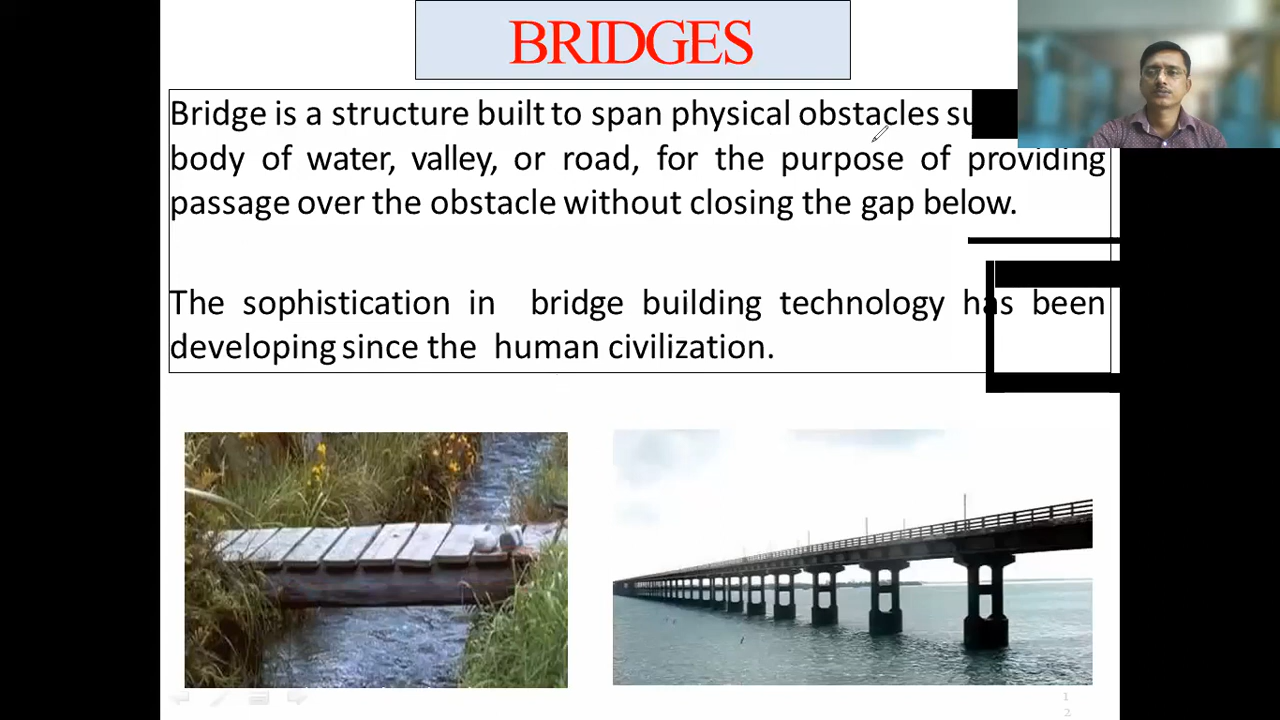 BRIDGES
Bridge is a structure built to span physical obstacles
body of water, valley, or road, for the purpose of providing
passage over the obstacle without closing the gap below.
The sophistication in bridge building technology has been
developing since the human civilization.
1
2